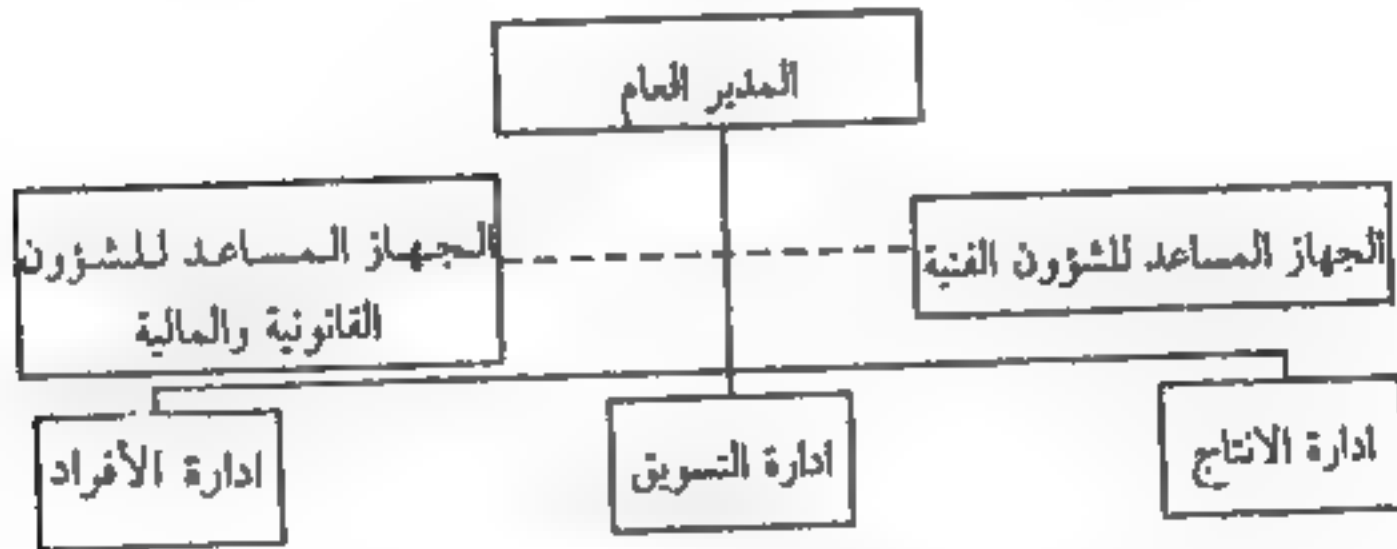 المدير العام
الجهاز المساعد للشؤون الفنية
الجهاز المساعد للشؤون
القانونية والمالية
ادارة الانتاج
ادارة التسويق
ادارة الأفراد